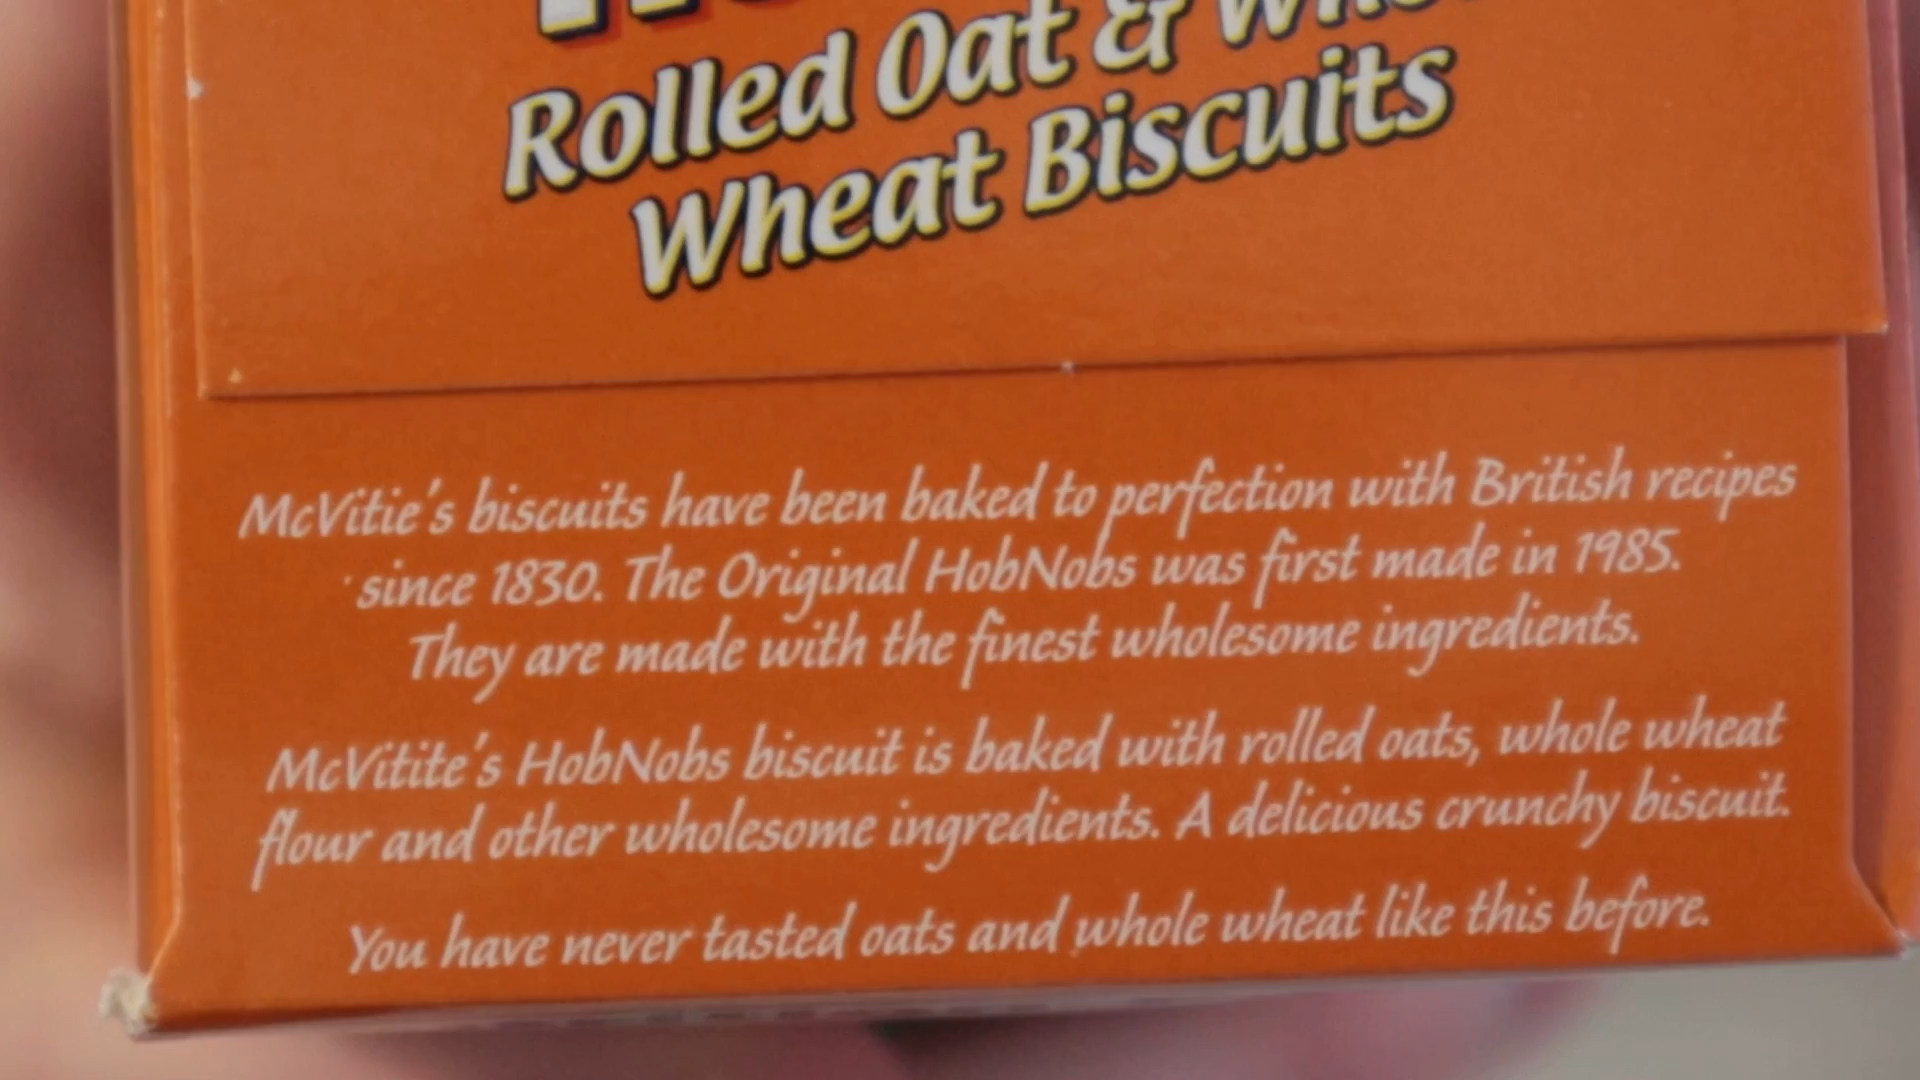 Rolled Oat &
Wheat Biscuits
McVitie's biscuits have been baked to perfection with British recipes
since 1830. The Original HobNobs was first made in 1985.
They are made with the finest wholesome ingredients.
McVitite's HobNobs biscuit is baked with rolled oats, whole wheat
flour and other wholesome ingredients. A delicious crunchy biscuit.
You have never tasted oats and whole wheat like this before.